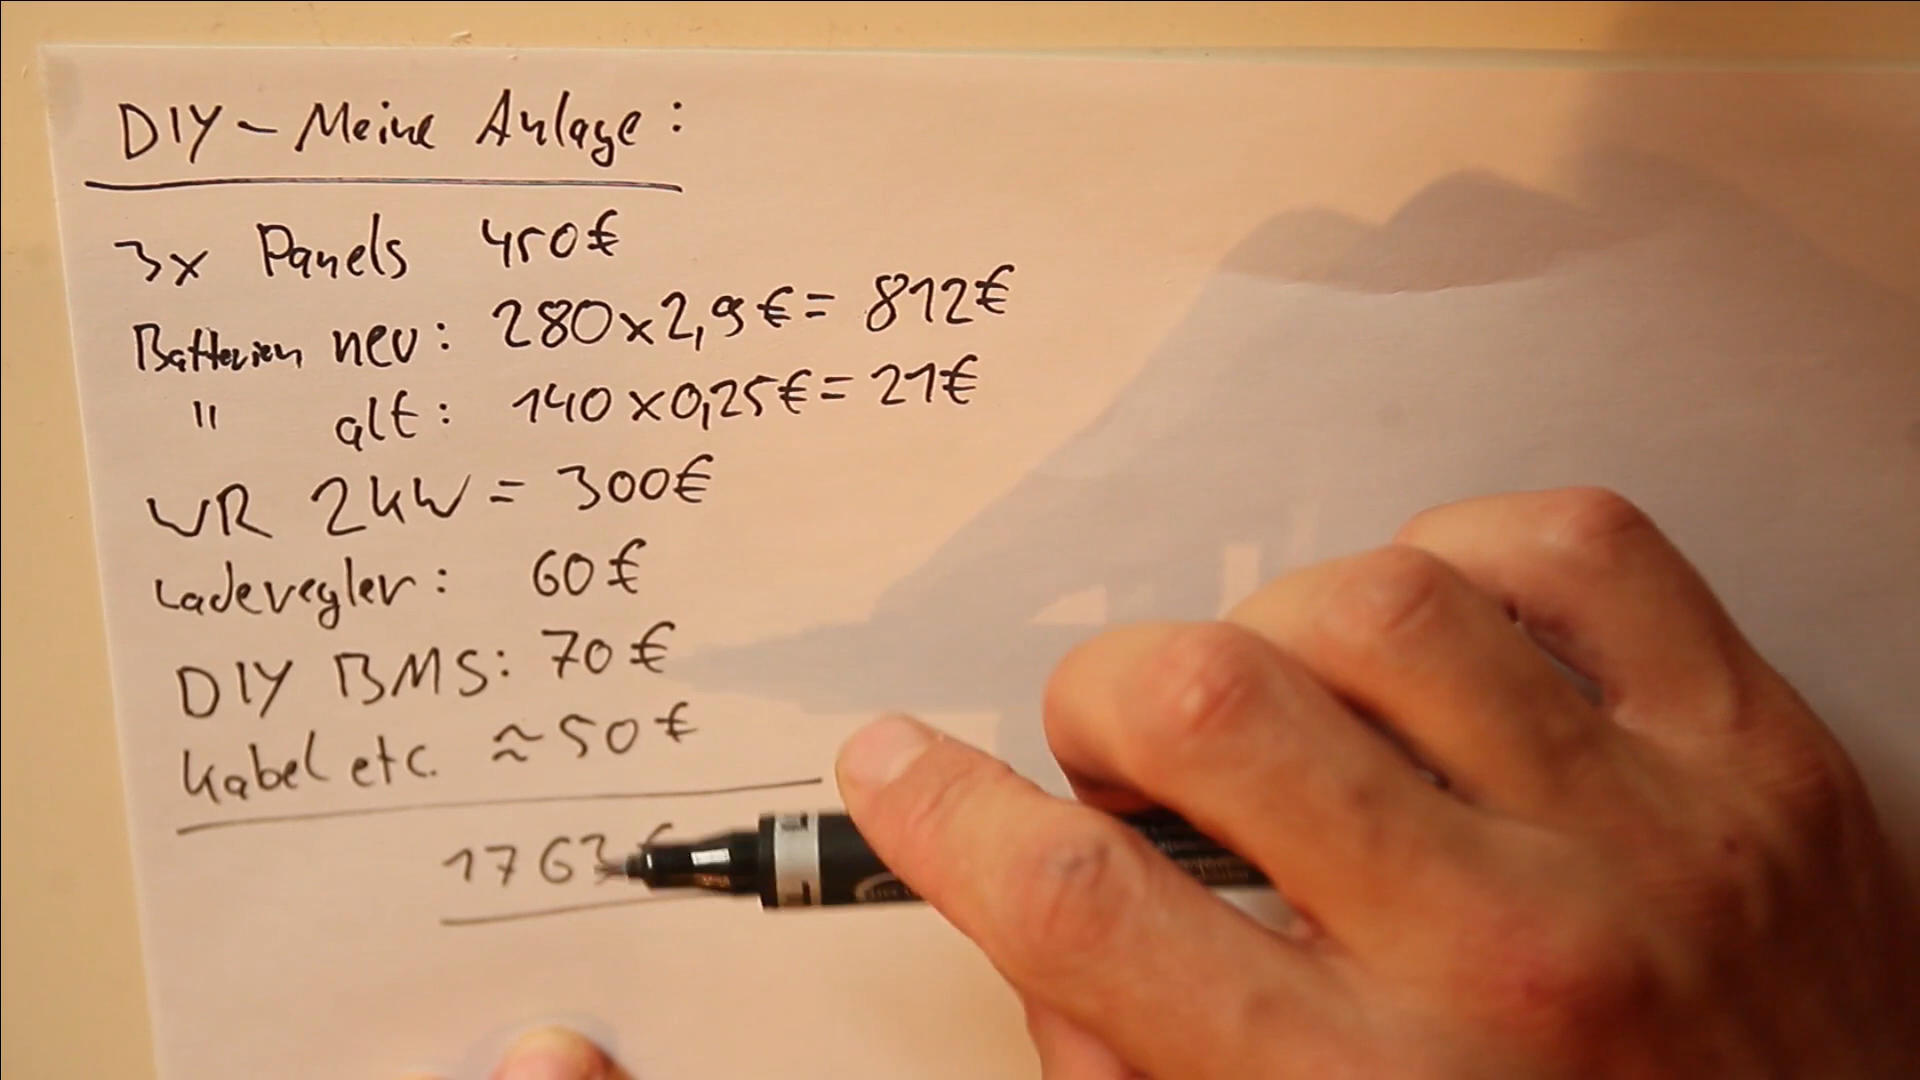 DIY - Meine Anlage:
3x Panels 450€
Batterien neu: 280x2,9€= 812€
" alt: 140x0,25€= 21€
WR 2kW = 300€
Laderegler: 60€
DIY BMS: 70€
Kabel etc. ≈50€
1763€